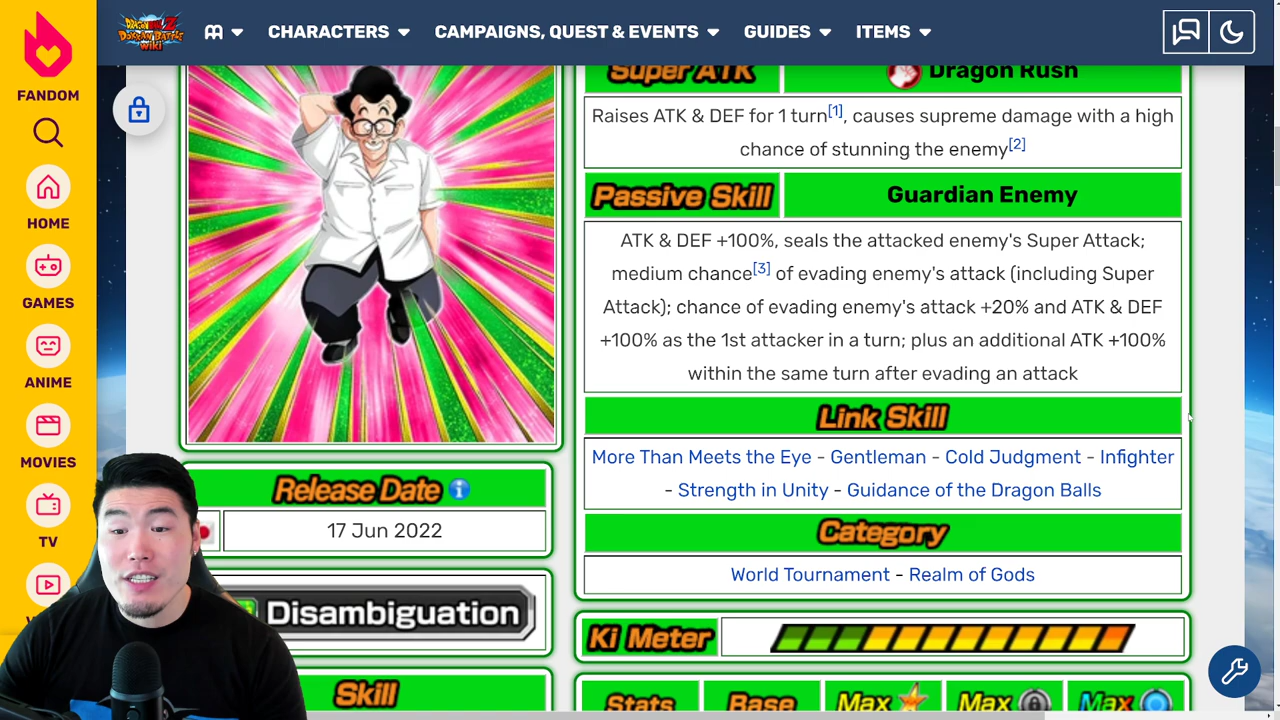 DRAGON BALL Z DOKKAN BATTLE WIKI
CHARACTERS
CAMPAIGNS, QUEST & EVENTS
GUIDES
ITEMS
FANDOM
HOME
GAMES
ANIME
MOVIES
TV
Super ATK
Dragon Rush
Raises ATK & DEF for 1 turn[1], causes supreme damage with a high
chance of stunning the enemy[2]
Passive Skill
Guardian Enemy
ATK & DEF +100%, seals the attacked enemy's Super Attack;
medium chance[3] of evading enemy's attack (including Super
Attack); chance of evading enemy's attack +20% and ATK & DEF
+100% as the 1st attacker in a turn; plus an additional ATK +100%
within the same turn after evading an attack
Link Skill
More Than Meets the Eye - Gentleman - Cold Judgment - Infighter
- Strength in Unity - Guidance of the Dragon Balls
Category
World Tournament - Realm of Gods
Ki Meter
Stats
Base
Max
Max
Max
Release Date
17 Jun 2022
Disambiguation
Skill